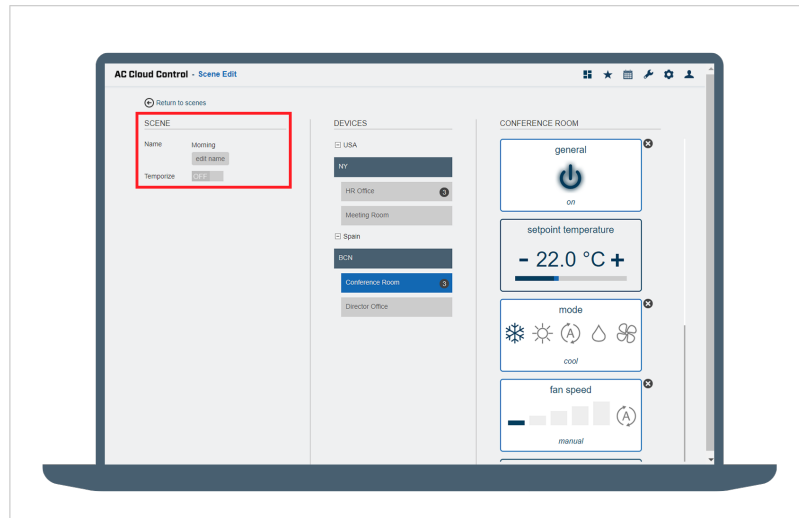 AC Cloud Control - Scene Edit
Return to scenes
SCENE
Name Morning
edit name
Temporize OFF
DEVICES
USA
NY
HR Office 3
Meeting Room
Spain
BCN
Conference Room 3
Director Office
CONFERENCE ROOM
general
on
setpoint temperature
- 22.0 °C +
mode
A
cool
fan speed
A
manual